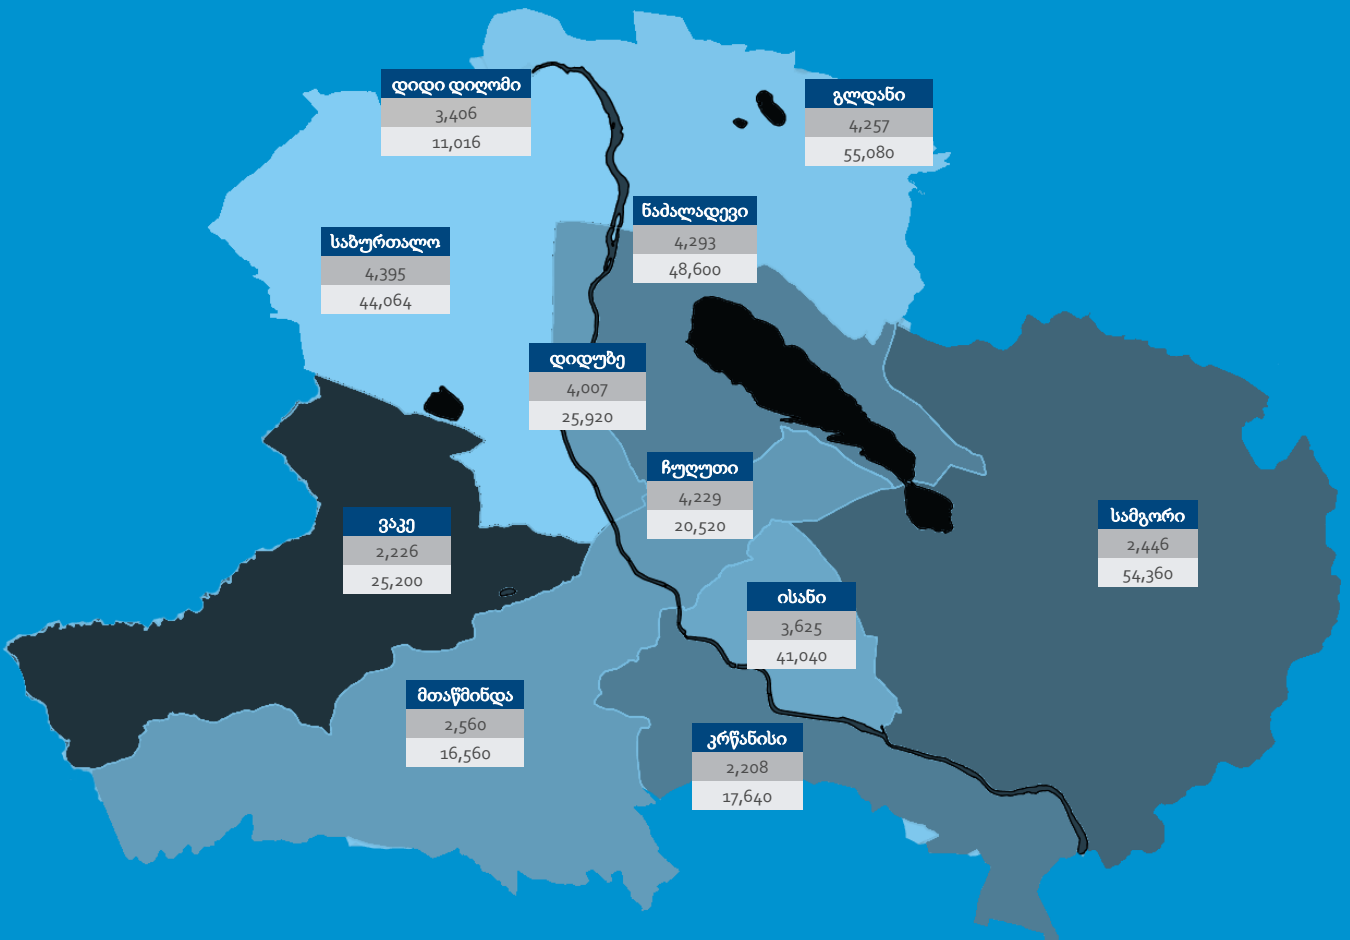 დიდი დიღომი
3,406
11,016
გლდანი
4,257
55,080
ნაძალადევი
4,293
48,600
საბურთალო
4,395
44,064
დიდუბე
4,007
25,920
ჩუღუთი
4,229
20,520
ვაკე
2,226
25,200
სამგორი
2,446
54,360
ისანი
3,625
41,040
მთაწმინდა
2,560
16,560
კრწანისი
2,208
17,640